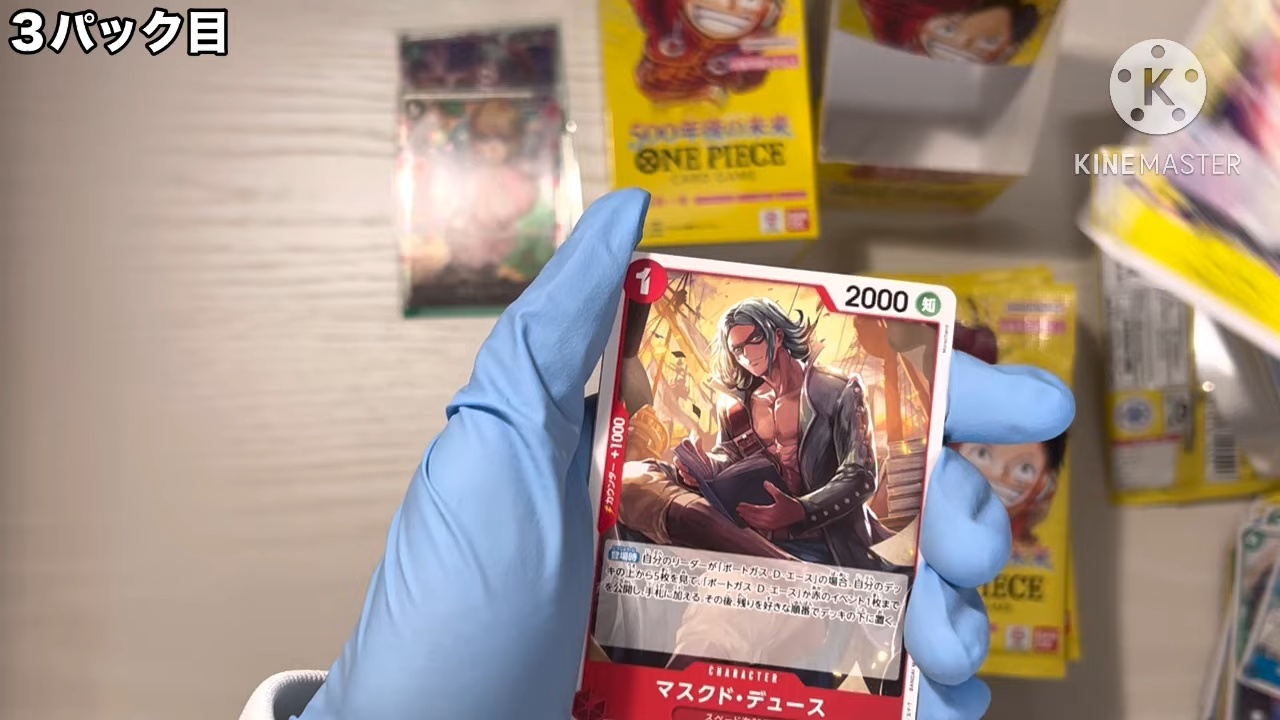 3パック目
KINEMASTER
500年後の未来
ONE PIECE
CARD GAME
1
2000
知
カウンター +1000
登場時 自分のリーダーが「ポートガス・D・エース」の場合、自分のデッ
キの上から5枚を見て、「ポートガス・D・エース」か赤のイベント1枚まで
を公開し、手札に加える。その後、残りを好きな順番でデッキの下に置く。
CHARACTER
マスクド・デュース